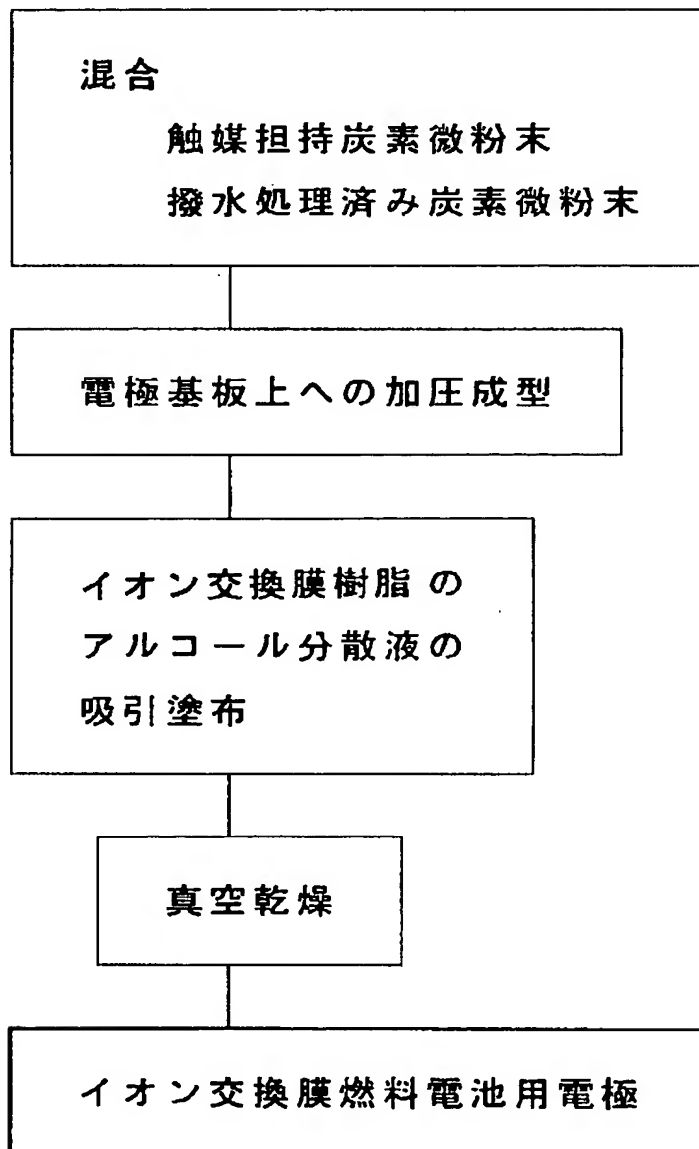 混合
触媒担持炭素微粉末
撥水処理済み炭素微粉末
電極基板上への加圧成型
イオン交換膜樹脂の
アルコール分散液の
吸引塗布
真空乾燥
イオン交換膜燃料電池用電極